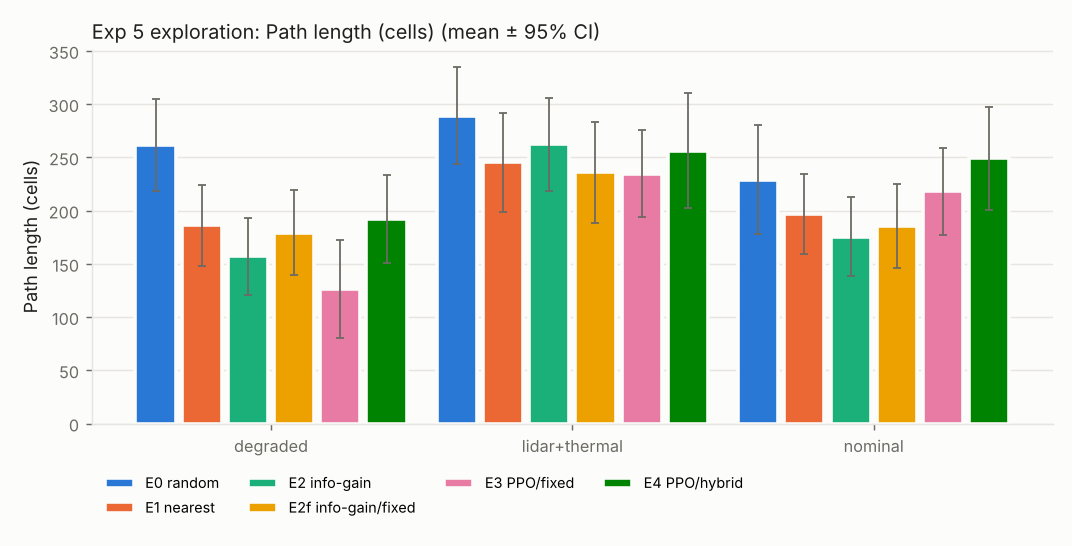 Exp 5 exploration: Path length (cells) (mean ± 95% CI)
Path length (cells)
350
300
250
200
150
100
50
0
degraded lidar+thermal nominal
E0 random E2 info-gain E3 PPO/fixed E4 PPO/hybrid
E1 nearest E2f info-gain/fixed